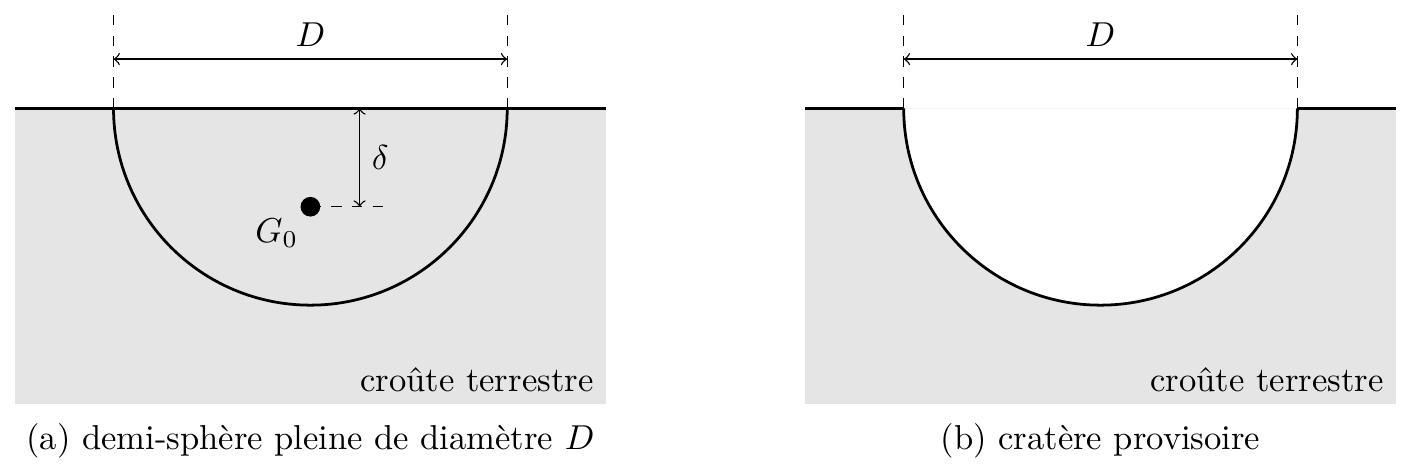 D
D
δ
G₀
croûte terrestre
croûte terrestre
(a) demi-sphère pleine de diamètre D
(b) cratère provisoire